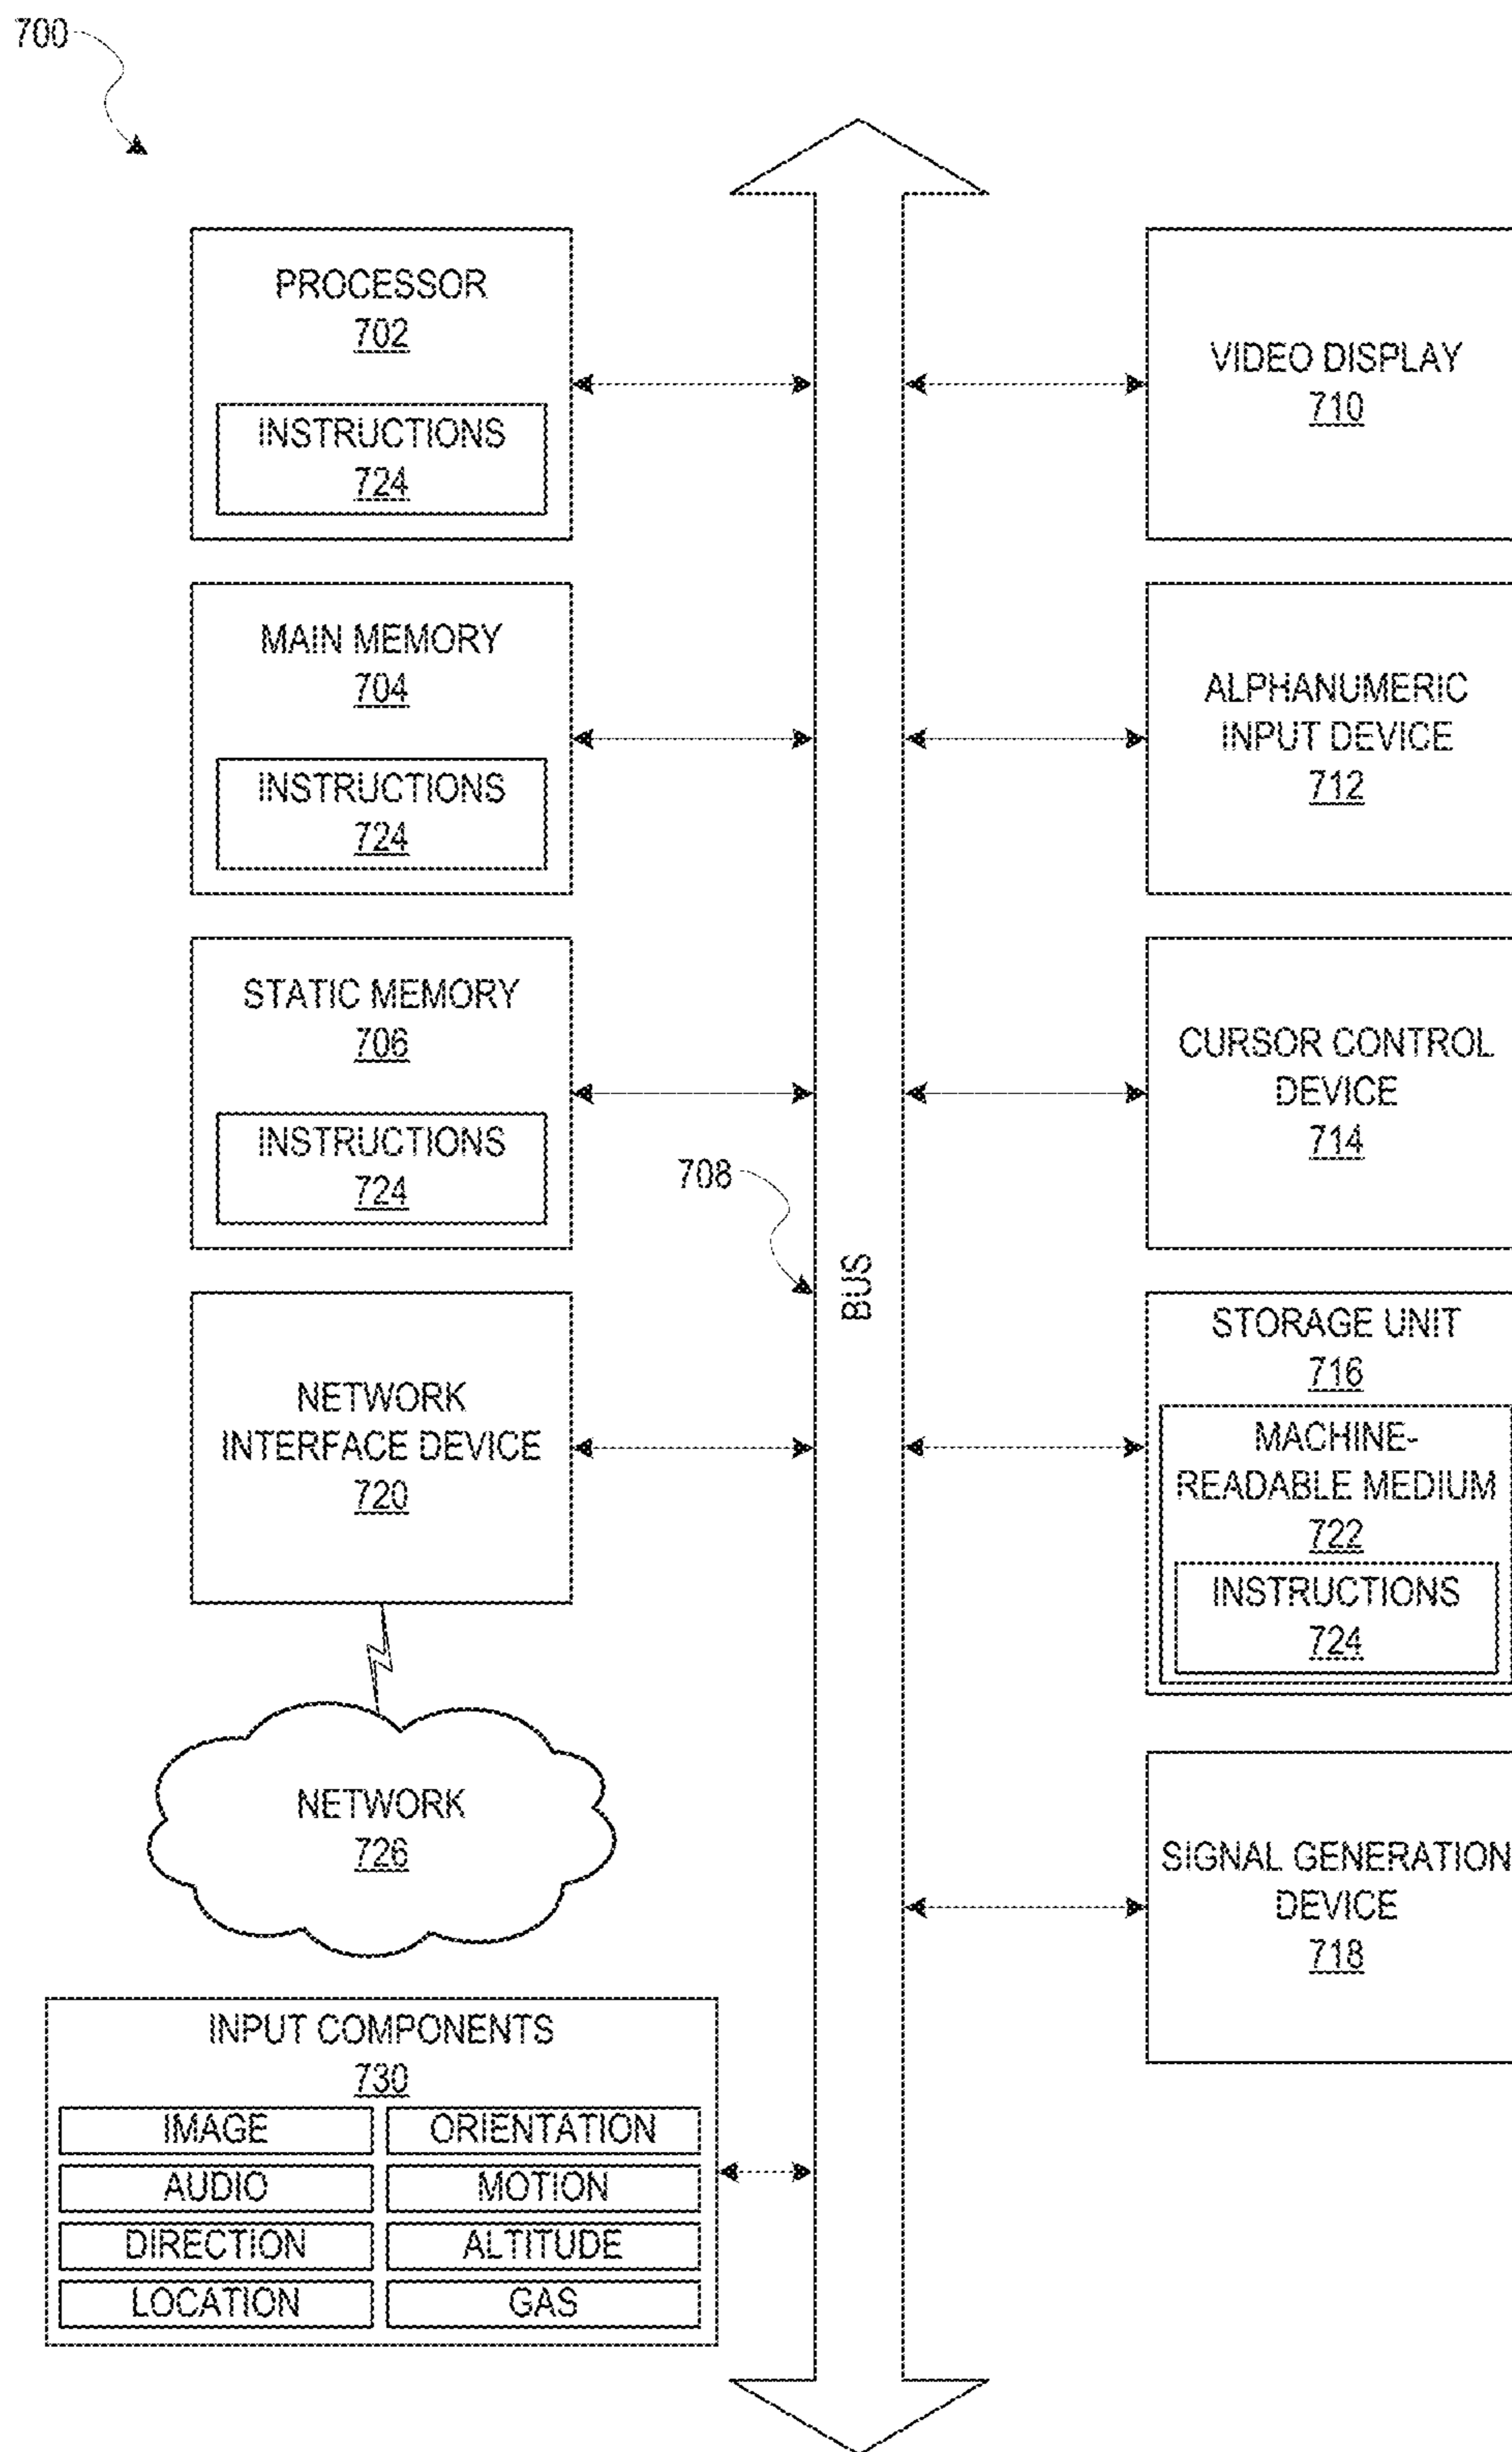 700
PROCESSOR
702
INSTRUCTIONS
724
MAIN MEMORY
704
INSTRUCTIONS
724
STATIC MEMORY
706
INSTRUCTIONS
724
708
NETWORK
INTERFACE DEVICE
720
NETWORK
726
INPUT COMPONENTS
730
IMAGE
ORIENTATION
AUDIO
MOTION
DIRECTION
ALTITUDE
LOCATION
GAS
BUS
VIDEO DISPLAY
710
ALPHANUMERIC
INPUT DEVICE
712
CURSOR CONTROL
DEVICE
714
STORAGE UNIT
716
MACHINE-
READABLE MEDIUM
722
INSTRUCTIONS
724
SIGNAL GENERATION
DEVICE
718